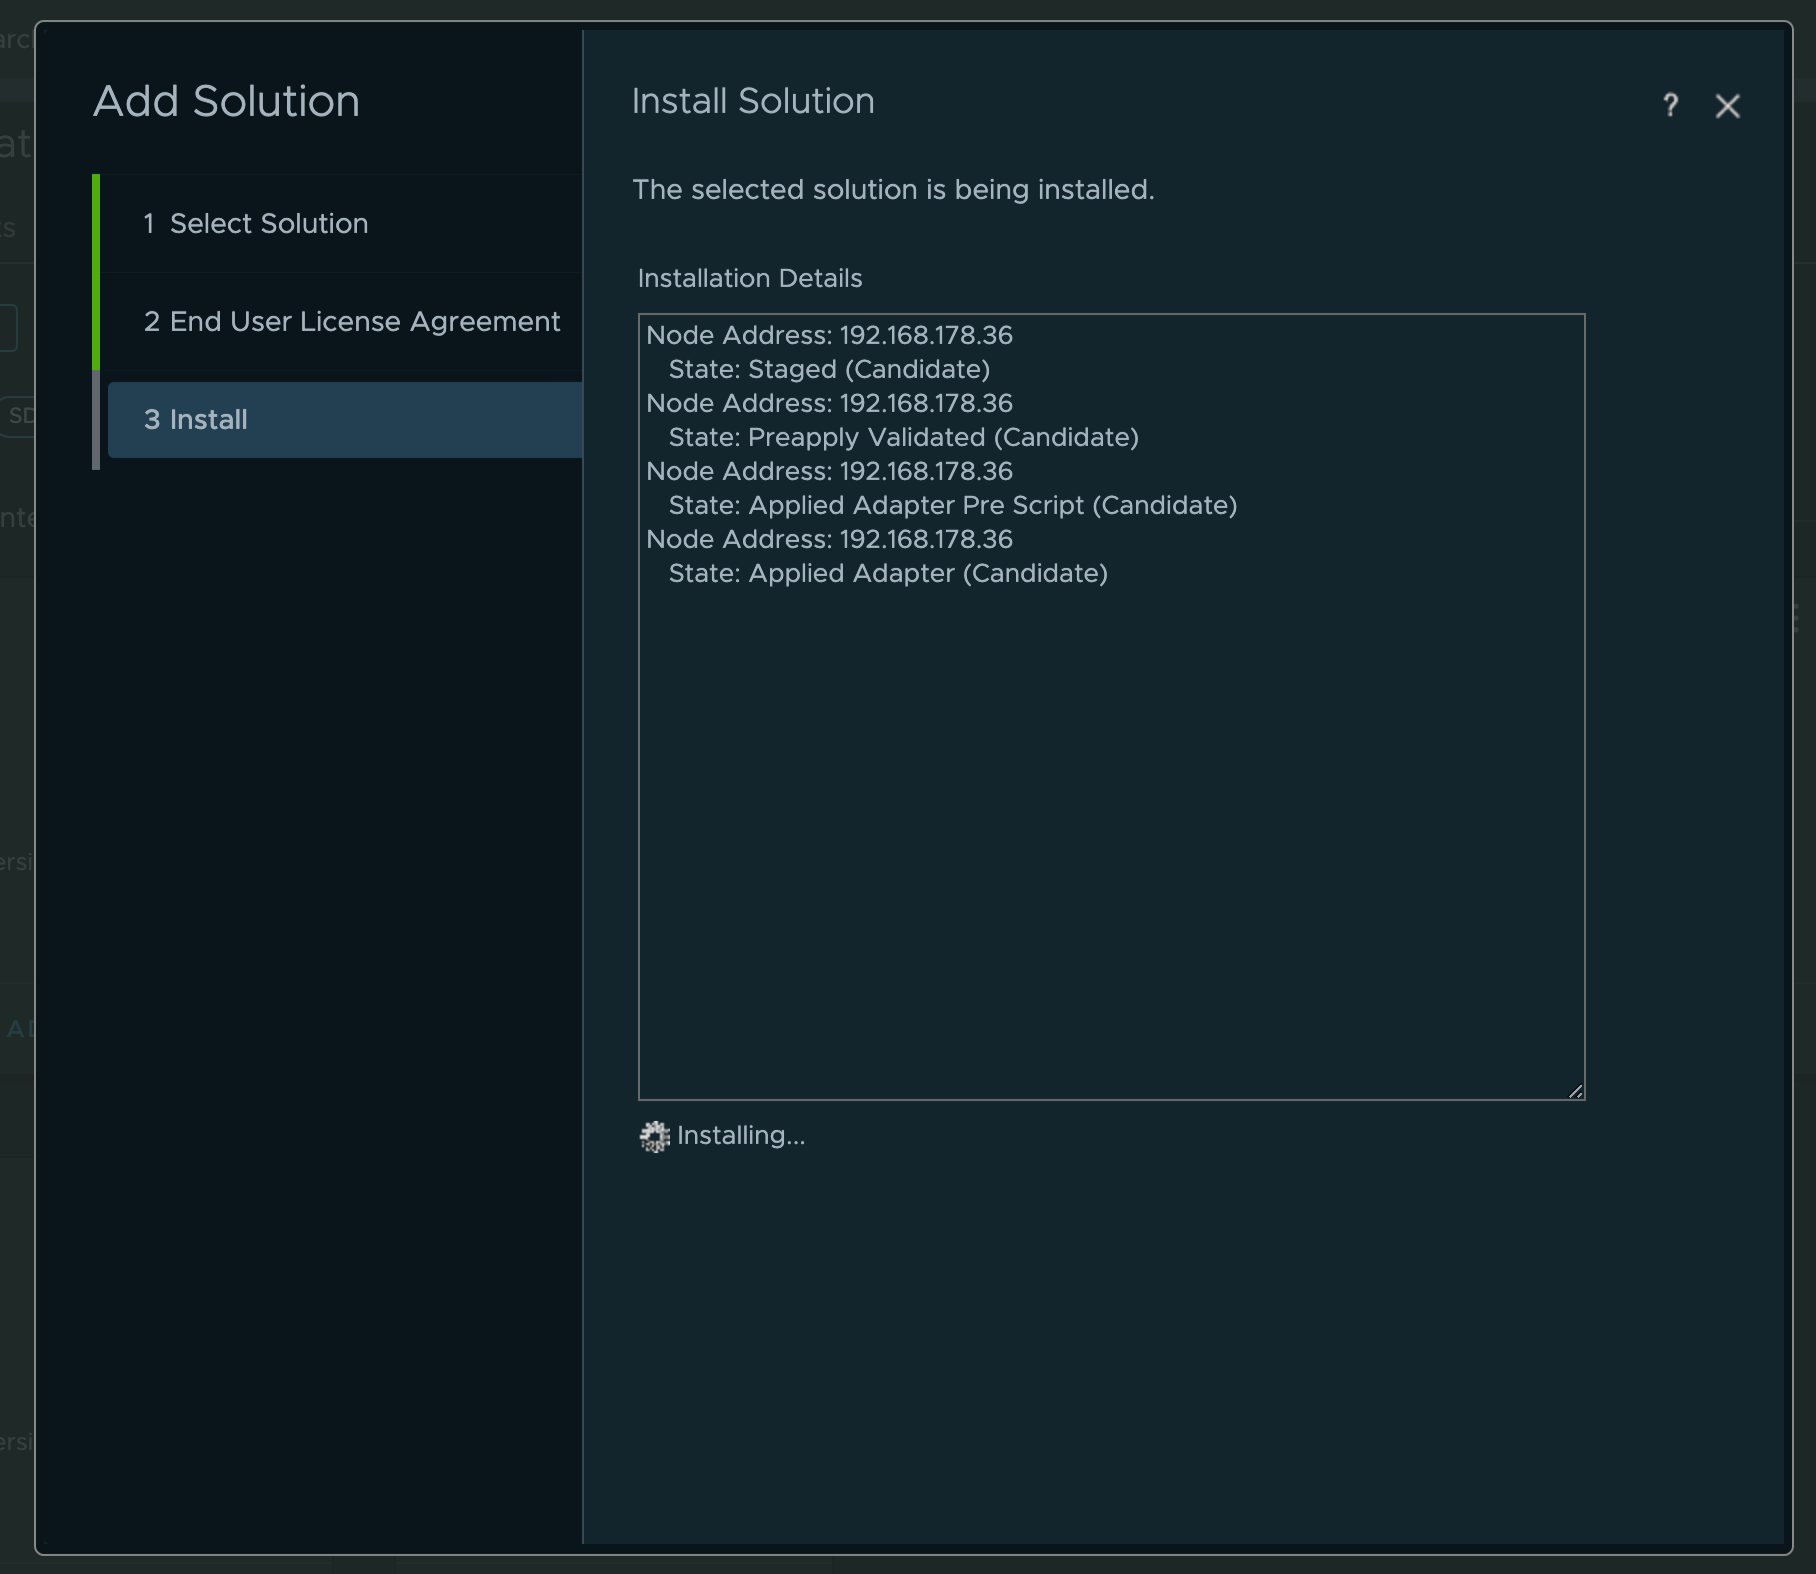 Add Solution
1 Select Solution
2 End User License Agreement
3 Install
Install Solution
?
The selected solution is being installed.
Installation Details
Node Address: 192.168.178.36
State: Staged (Candidate)
Node Address: 192.168.178.36
State: Preapply Validated (Candidate)
Node Address: 192.168.178.36
State: Applied Adapter Pre Script (Candidate)
Node Address: 192.168.178.36
State: Applied Adapter (Candidate)
Installing...